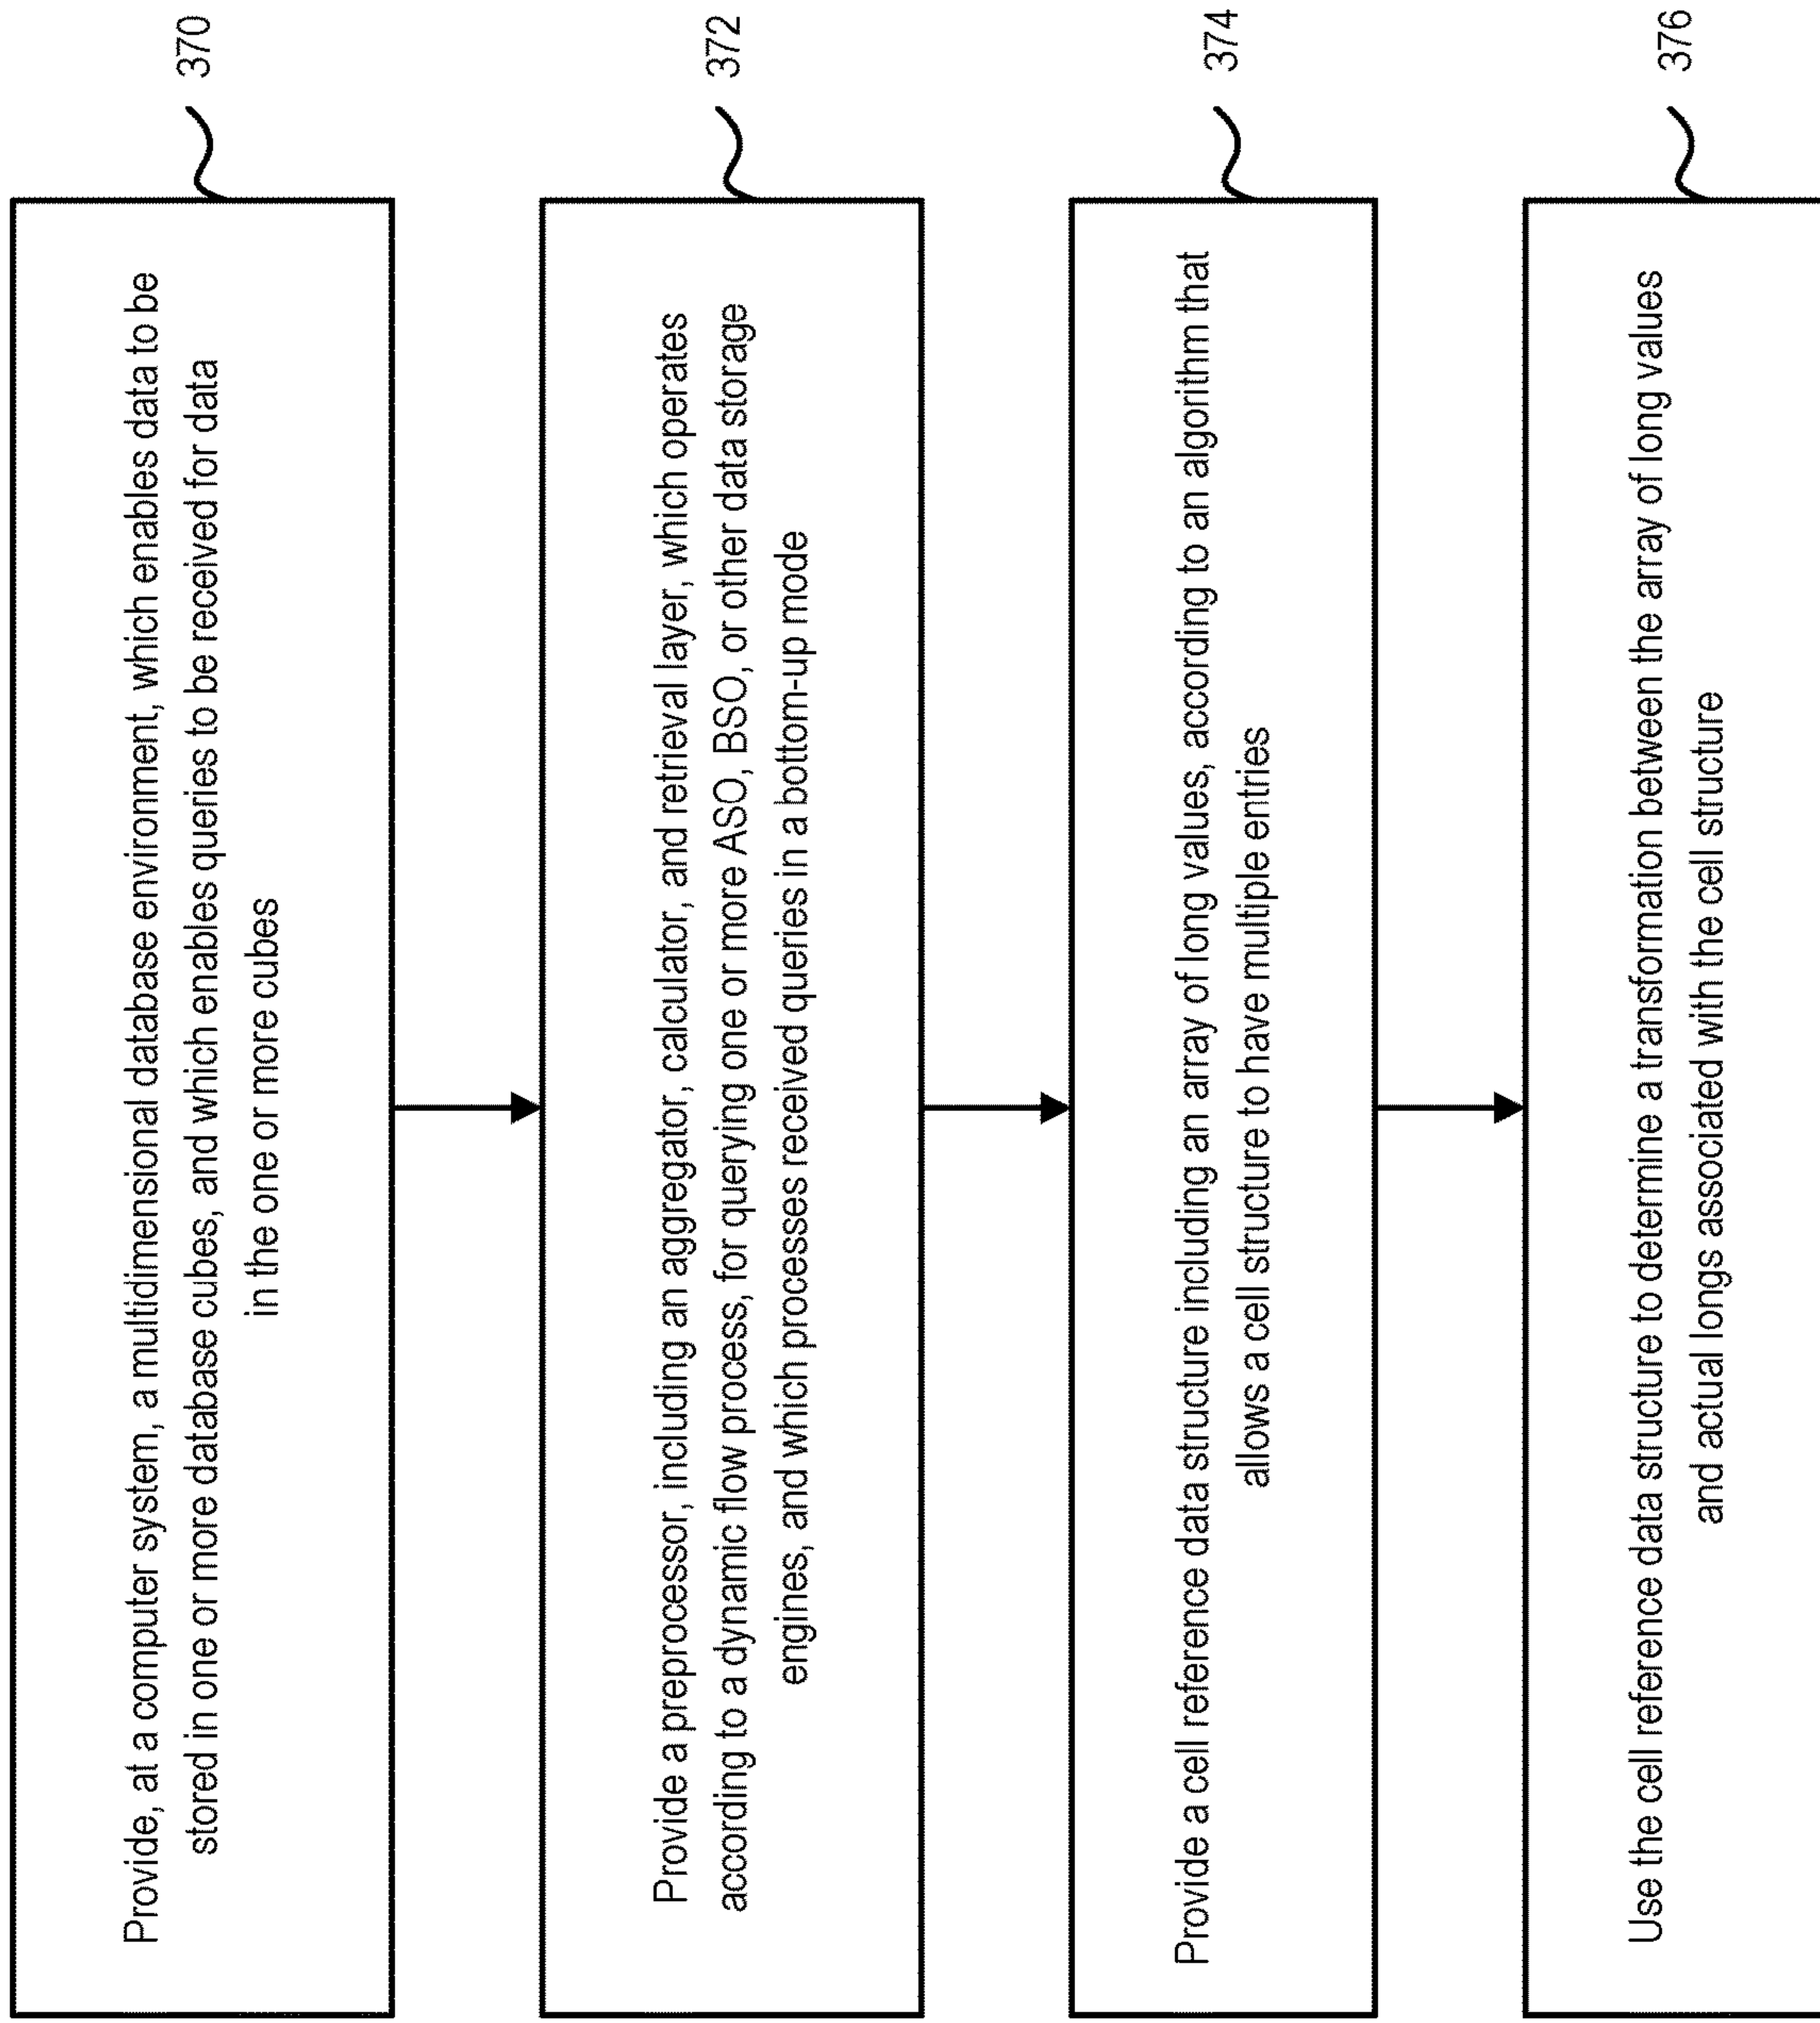 Provide, at a computer system, a multidimensional database environment, which enables data to be
stored in one or more database cubes, and which enables queries to be received for data
in the one or more cubes
370
Provide a preprocessor, including an aggregator, calculator, and retrieval layer, which operates
according to a dynamic flow process, for querying one or more ASO, BSO, or other data storage
engines, and which processes received queries in a bottom-up mode
372
Provide a cell reference data structure including an array of long values, according to an algorithm that
allows a cell structure to have multiple entries
374
Use the cell reference data structure to determine a transformation between the array of long values
and actual longs associated with the cell structure
376